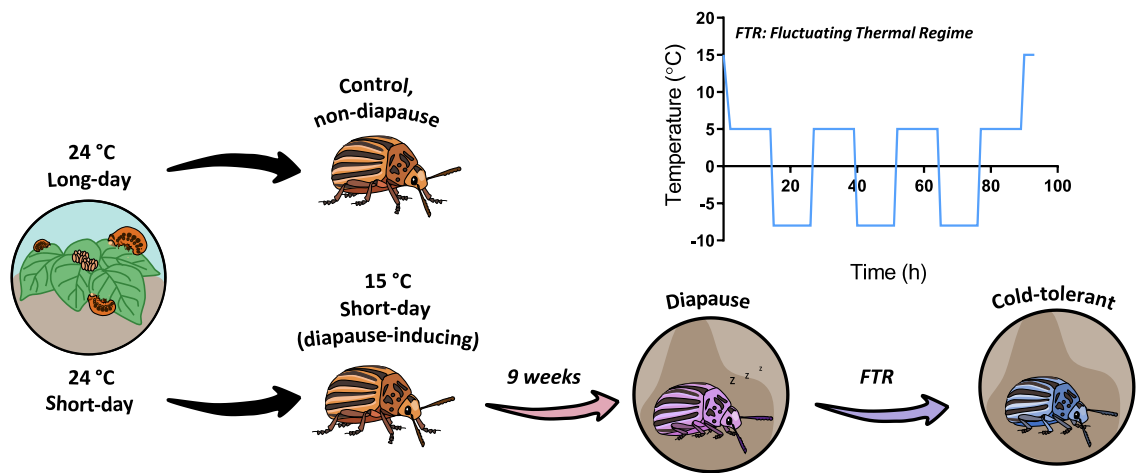 Control,
non-diapause
24 °C
Long-day
24 °C
Short-day
15 °C
Short-day
(diapause-inducing)
9 weeks
Diapause
z z z
FTR
Cold-tolerant
FTR: Fluctuating Thermal Regime
Temperature (°C)
20
15
10
5
0
-5
-10
20 40 60 80 100
Time (h)